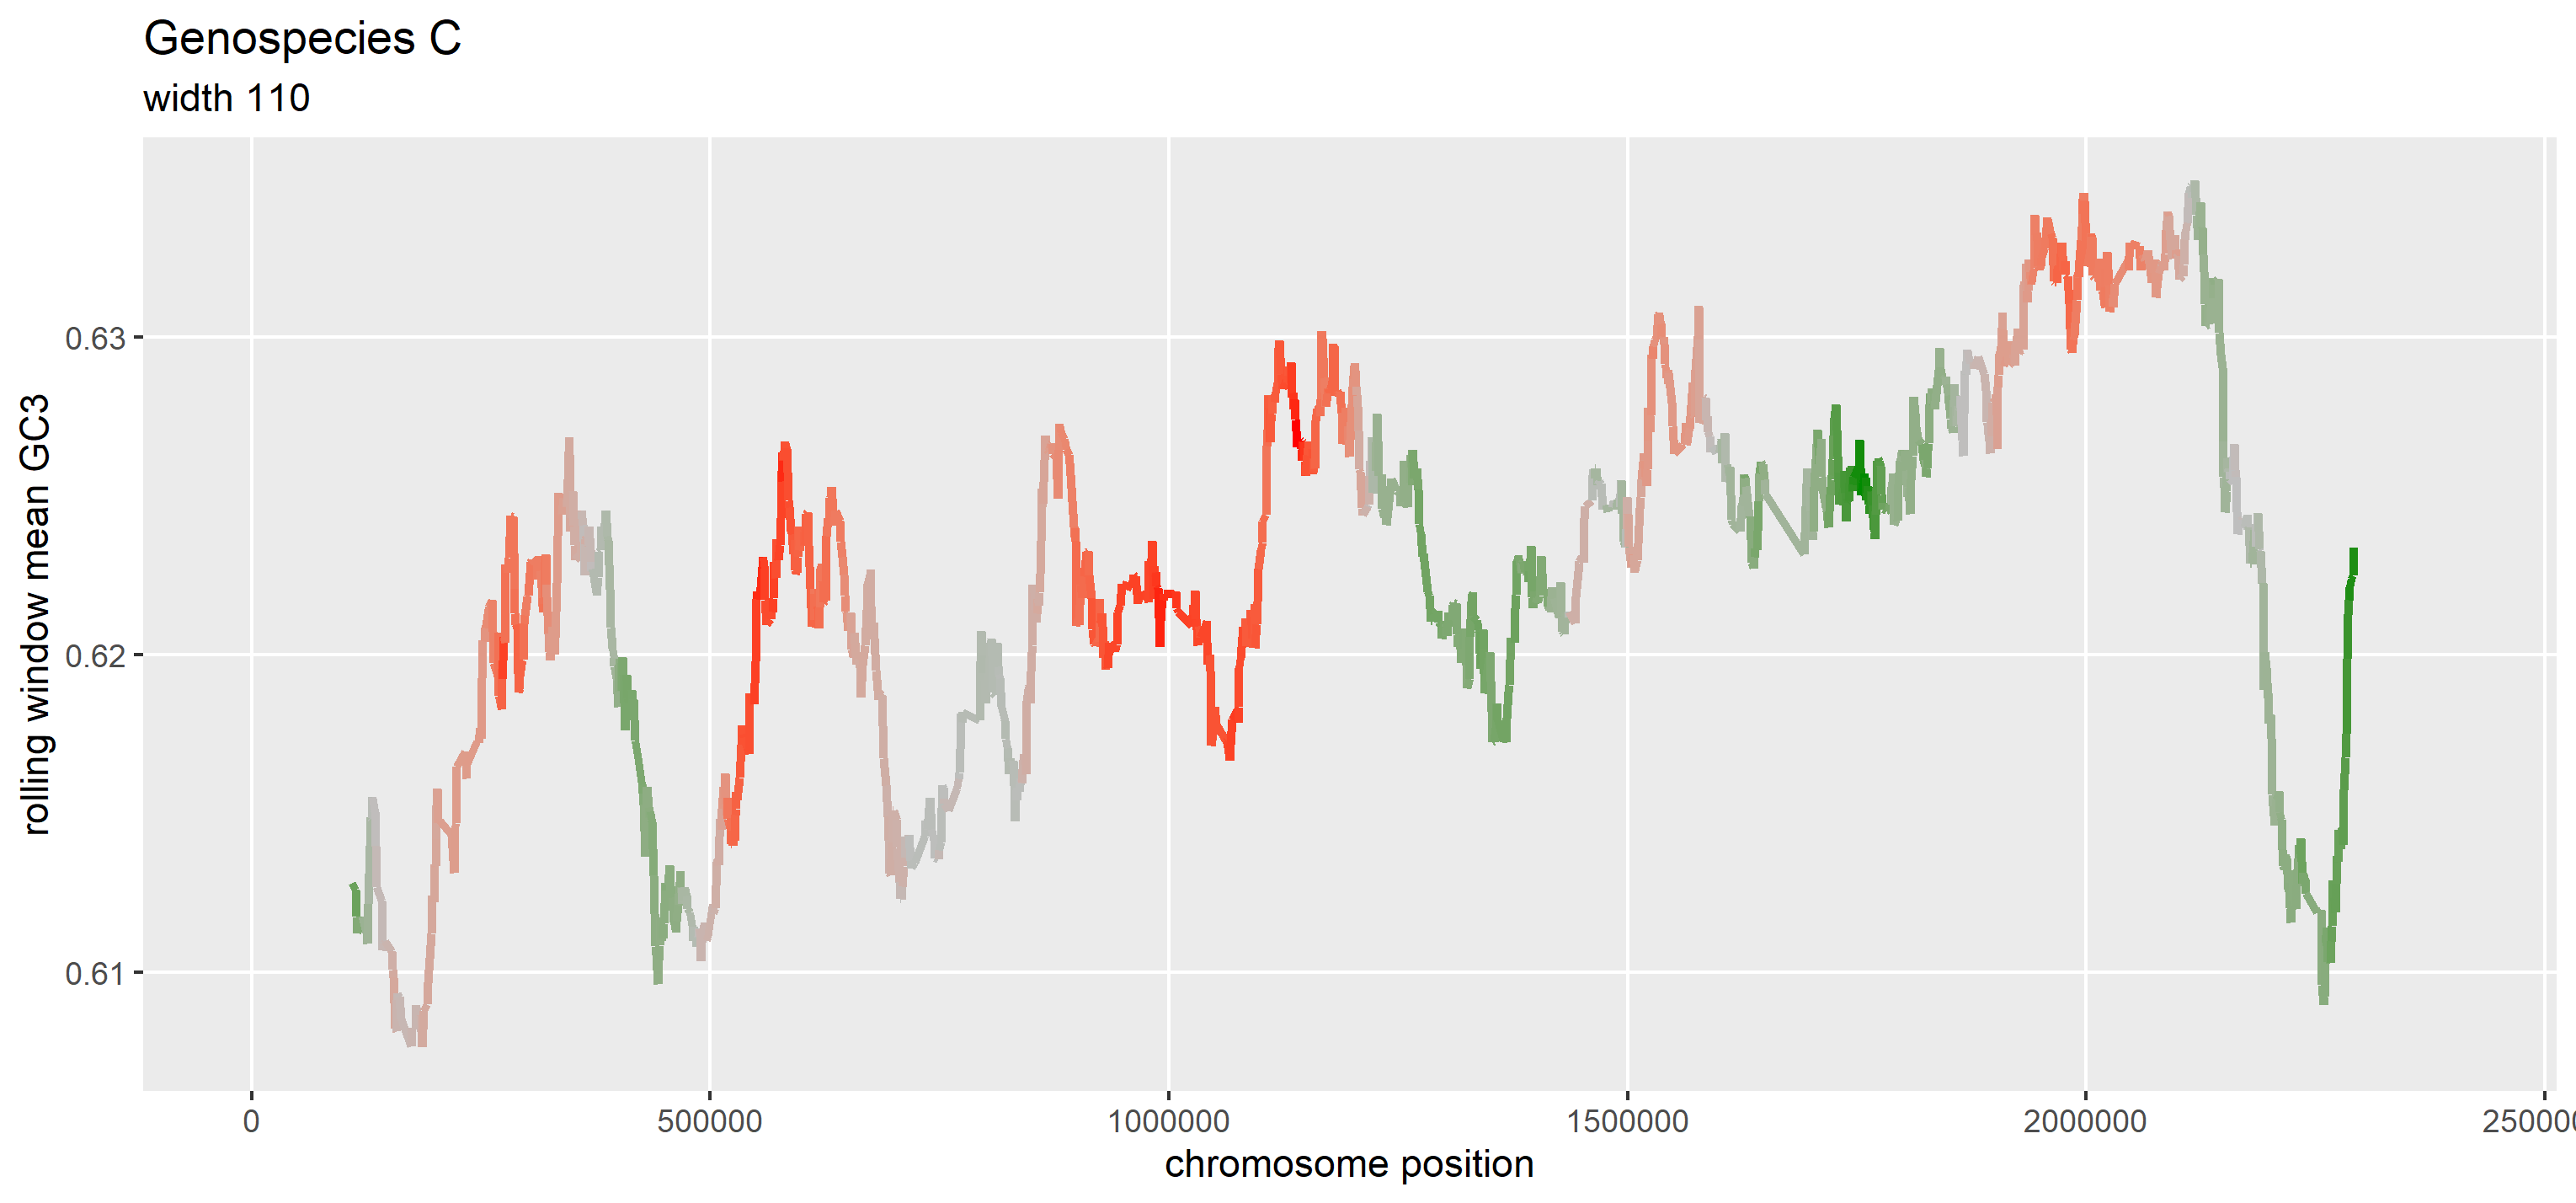 Genospecies C
width 110
rolling window mean GC3
0.63
0.62
0.61
0 500000 1000000 1500000 2000000 250000
chromosome position